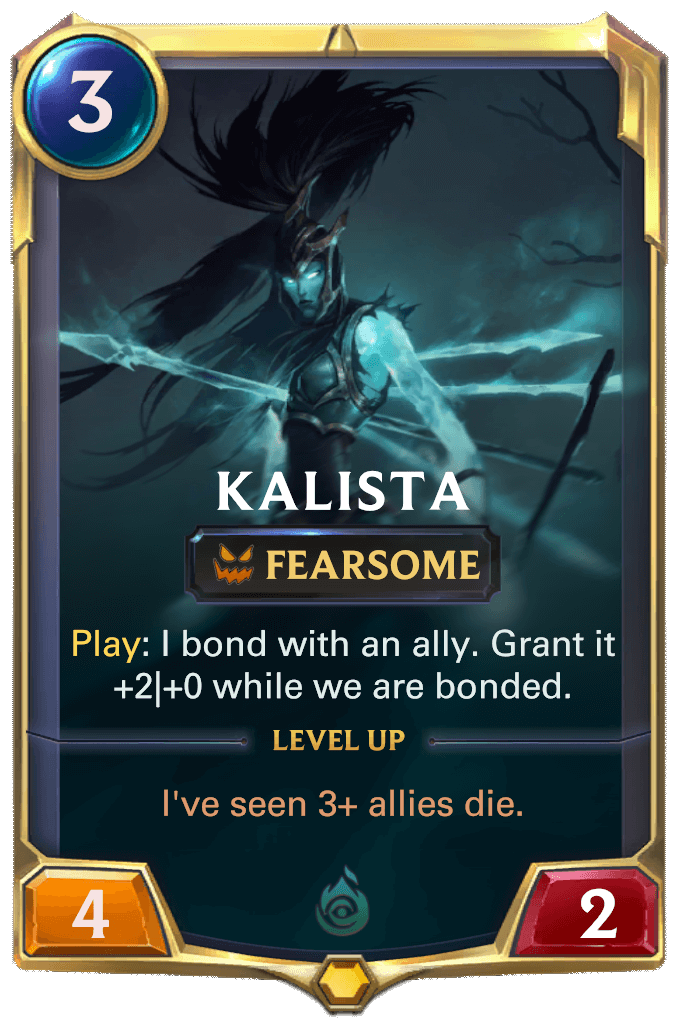 3
KALISTA
FEARSOME
Play: I bond with an ally. Grant it
+2|+0 while we are bonded.
LEVEL UP
I've seen 3+ allies die.
4
2